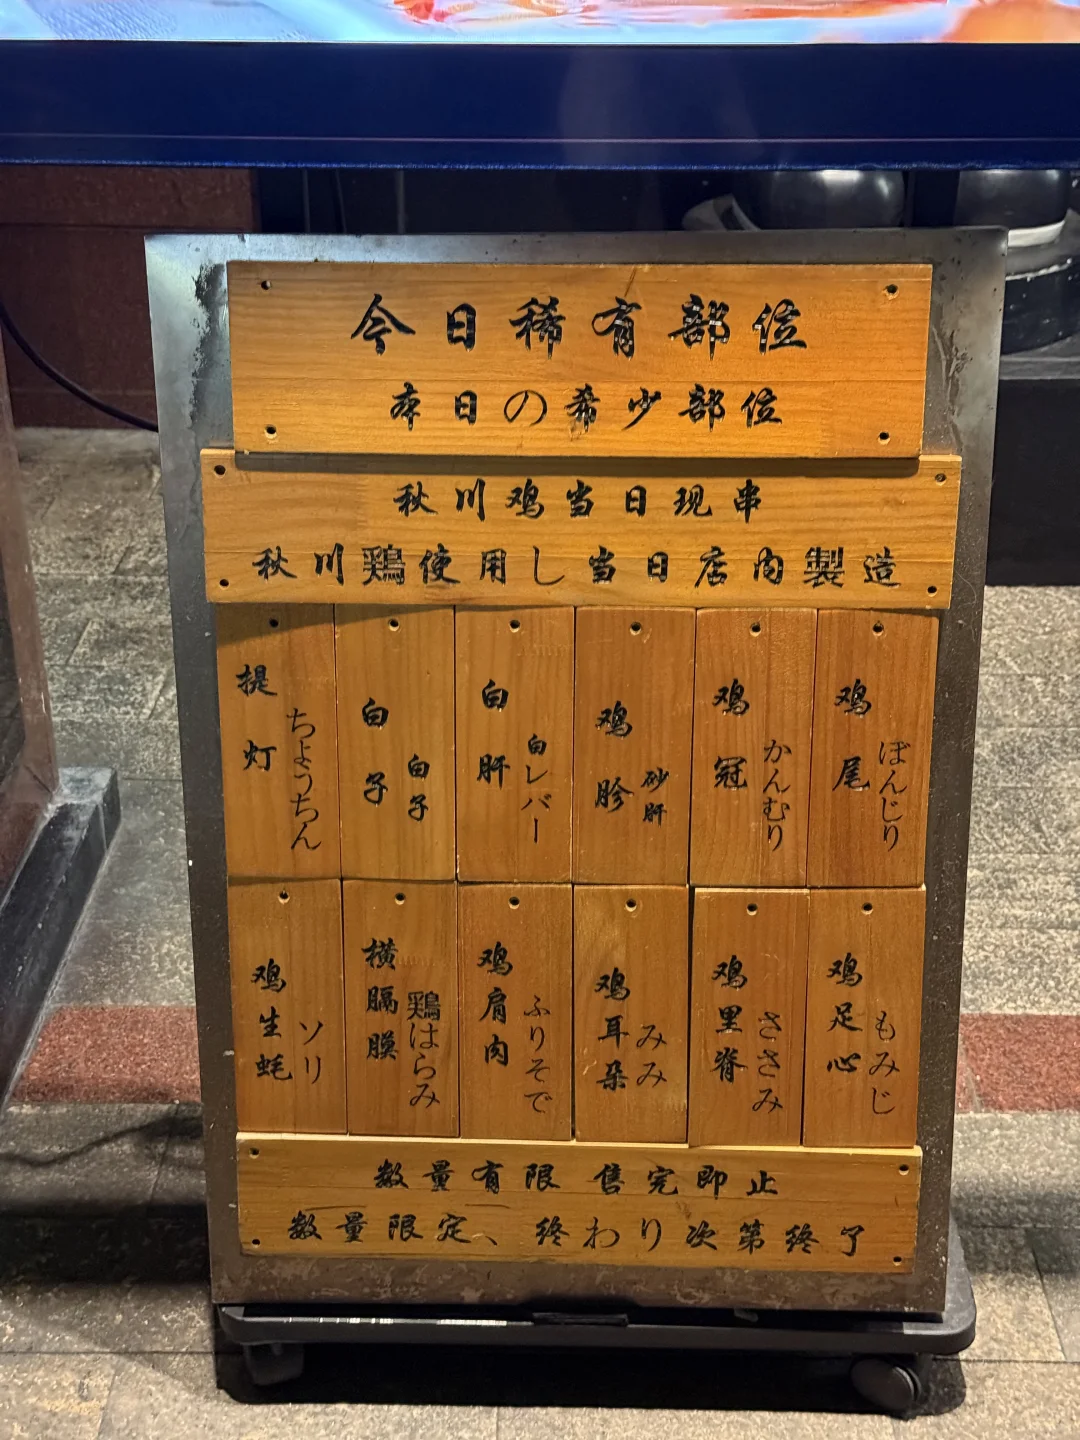 今日稀有部位
本日の希少部位
秋川鸡当日现串
秋川鶏使用し当日店内製造
提灯
ちょうちん
白子
白子
白肝
白レバー
鸡胗
砂肝
鸡冠
かんむり
鸡尾
ぼんじり
鸡生蚝
ソリ
横膈膜
鶏はらみ
鸡肩肉
ふりそで
鸡耳朵
みみ
鸡里脊
ささみ
鸡足心
もみじ
数量有限 售完即止
数量限定、終わり次第終了